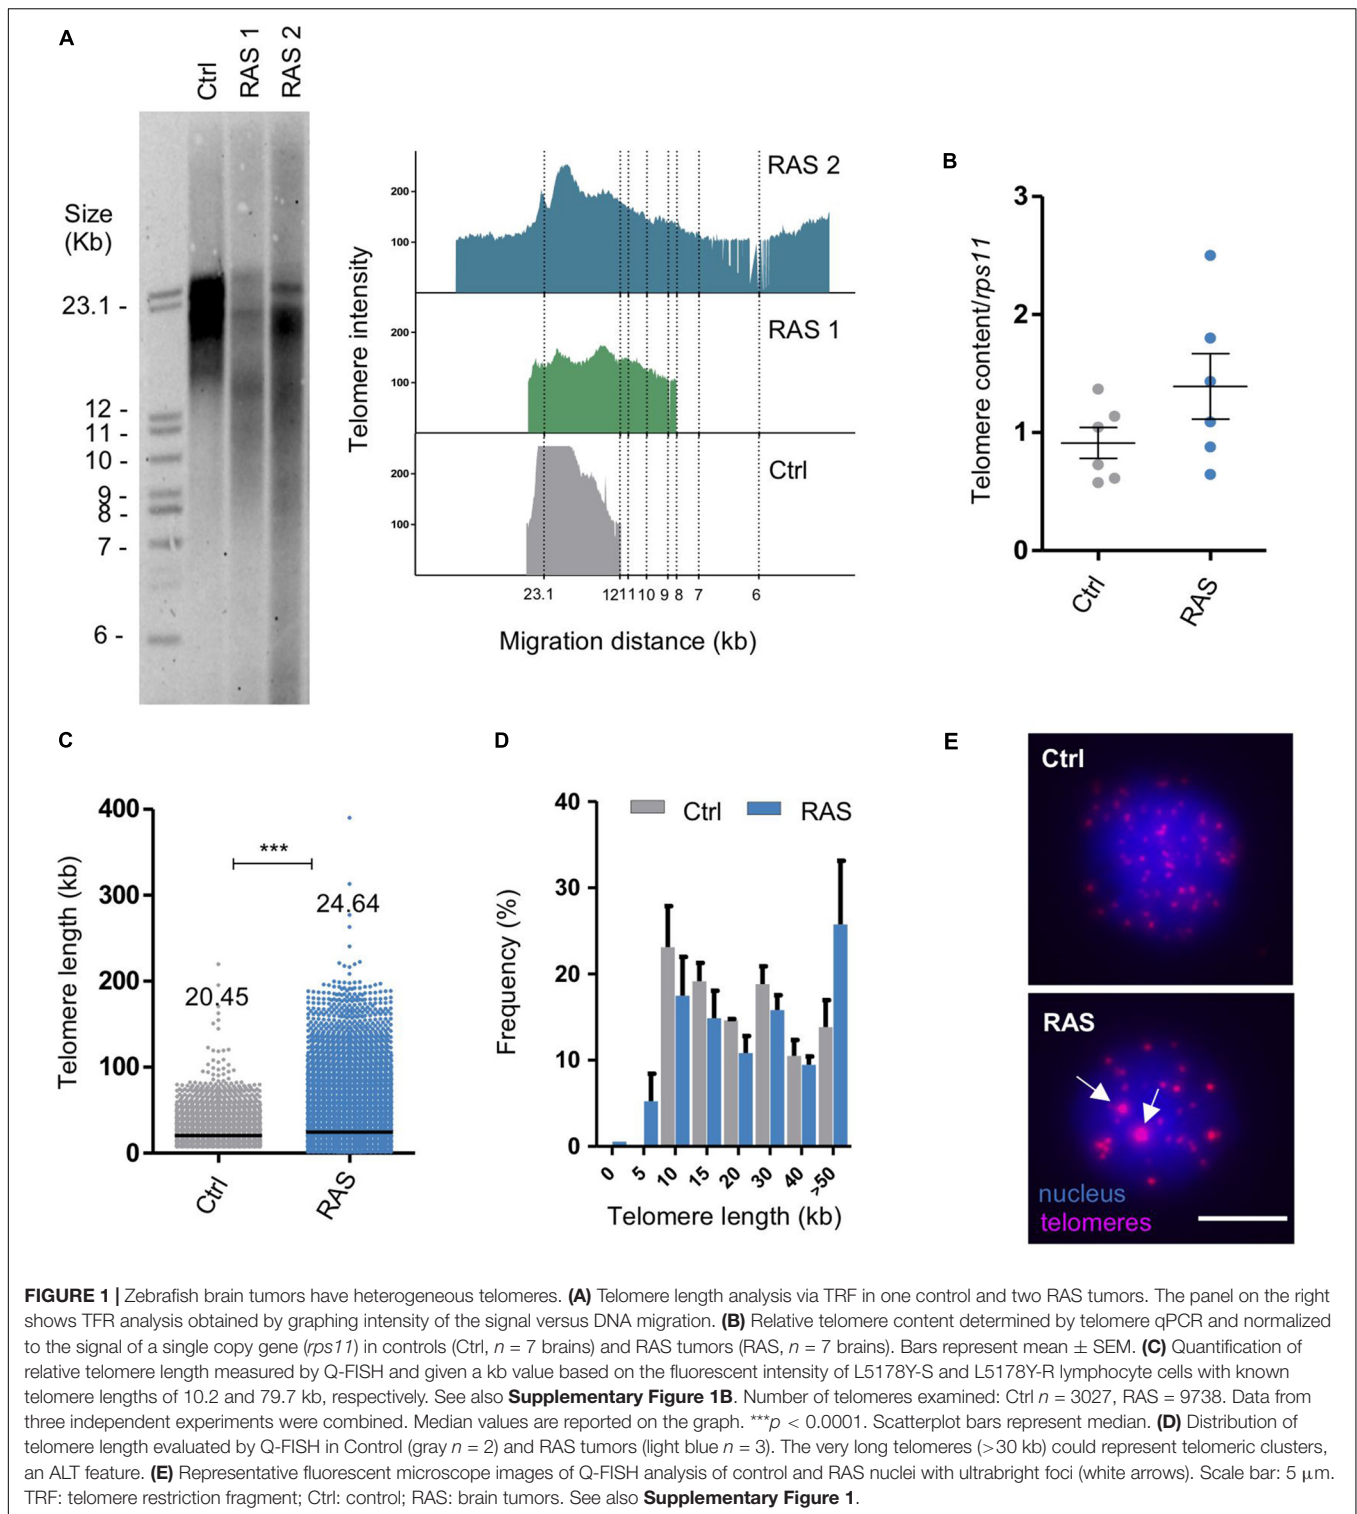 A
Ctrl
RAS 1
RAS 2
Size
(Kb)
23.1 -
12 -
11 -
10 -
9 -
8 -
7 -
6 -
Telomere intensity
200
100
RAS 2
200
100
RAS 1
200
100
Ctrl
23.1 12 11 10 9 8 7 6
Migration distance (kb)
B
Telomere content/rps11
3
2
1
0
Ctrl
RAS
C
Telomere length (kb)
400
300
200
100
0
***
20.45
24.64
Ctrl
RAS
D
Frequency (%)
40
30
20
10
0
Ctrl
RAS
0 5 10 15 20 30 40 >50
Telomere length (kb)
E
Ctrl
RAS
nucleus
telomeres
FIGURE 1 | Zebrafish brain tumors have heterogeneous telomeres. (A) Telomere length analysis via TRF in one control and two RAS tumors. The panel on the right
shows TFR analysis obtained by graphing intensity of the signal versus DNA migration. (B) Relative telomere content determined by telomere qPCR and normalized
to the signal of a single copy gene (rps11) in controls (Ctrl, n = 7 brains) and RAS tumors (RAS, n = 7 brains). Bars represent mean ± SEM. (C) Quantification of
relative telomere length measured by Q-FISH and given a kb value based on the fluorescent intensity of L5178Y-S and L5178Y-R lymphocyte cells with known
telomere lengths of 10.2 and 79.7 kb, respectively. See also Supplementary Figure 1B. Number of telomeres examined: Ctrl n = 3027, RAS = 9738. Data from
three independent experiments were combined. Median values are reported on the graph. ***p < 0.0001. Scatterplot bars represent median. (D) Distribution of
telomere length evaluated by Q-FISH in Control (gray n = 2) and RAS tumors (light blue n = 3). The very long telomeres (>30 kb) could represent telomeric clusters,
an ALT feature. (E) Representative fluorescent microscope images of Q-FISH analysis of control and RAS nuclei with ultrabright foci (white arrows). Scale bar: 5 μm.
TRF: telomere restriction fragment; Ctrl: control; RAS: brain tumors. See also Supplementary Figure 1.